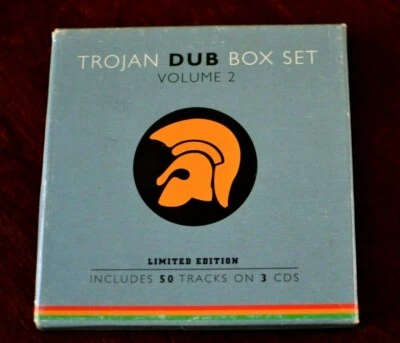 TROJAN DUB BOX SET
VOLUME 2
LIMITED EDITION
INCLUDES 50 TRACKS ON 3 CDS